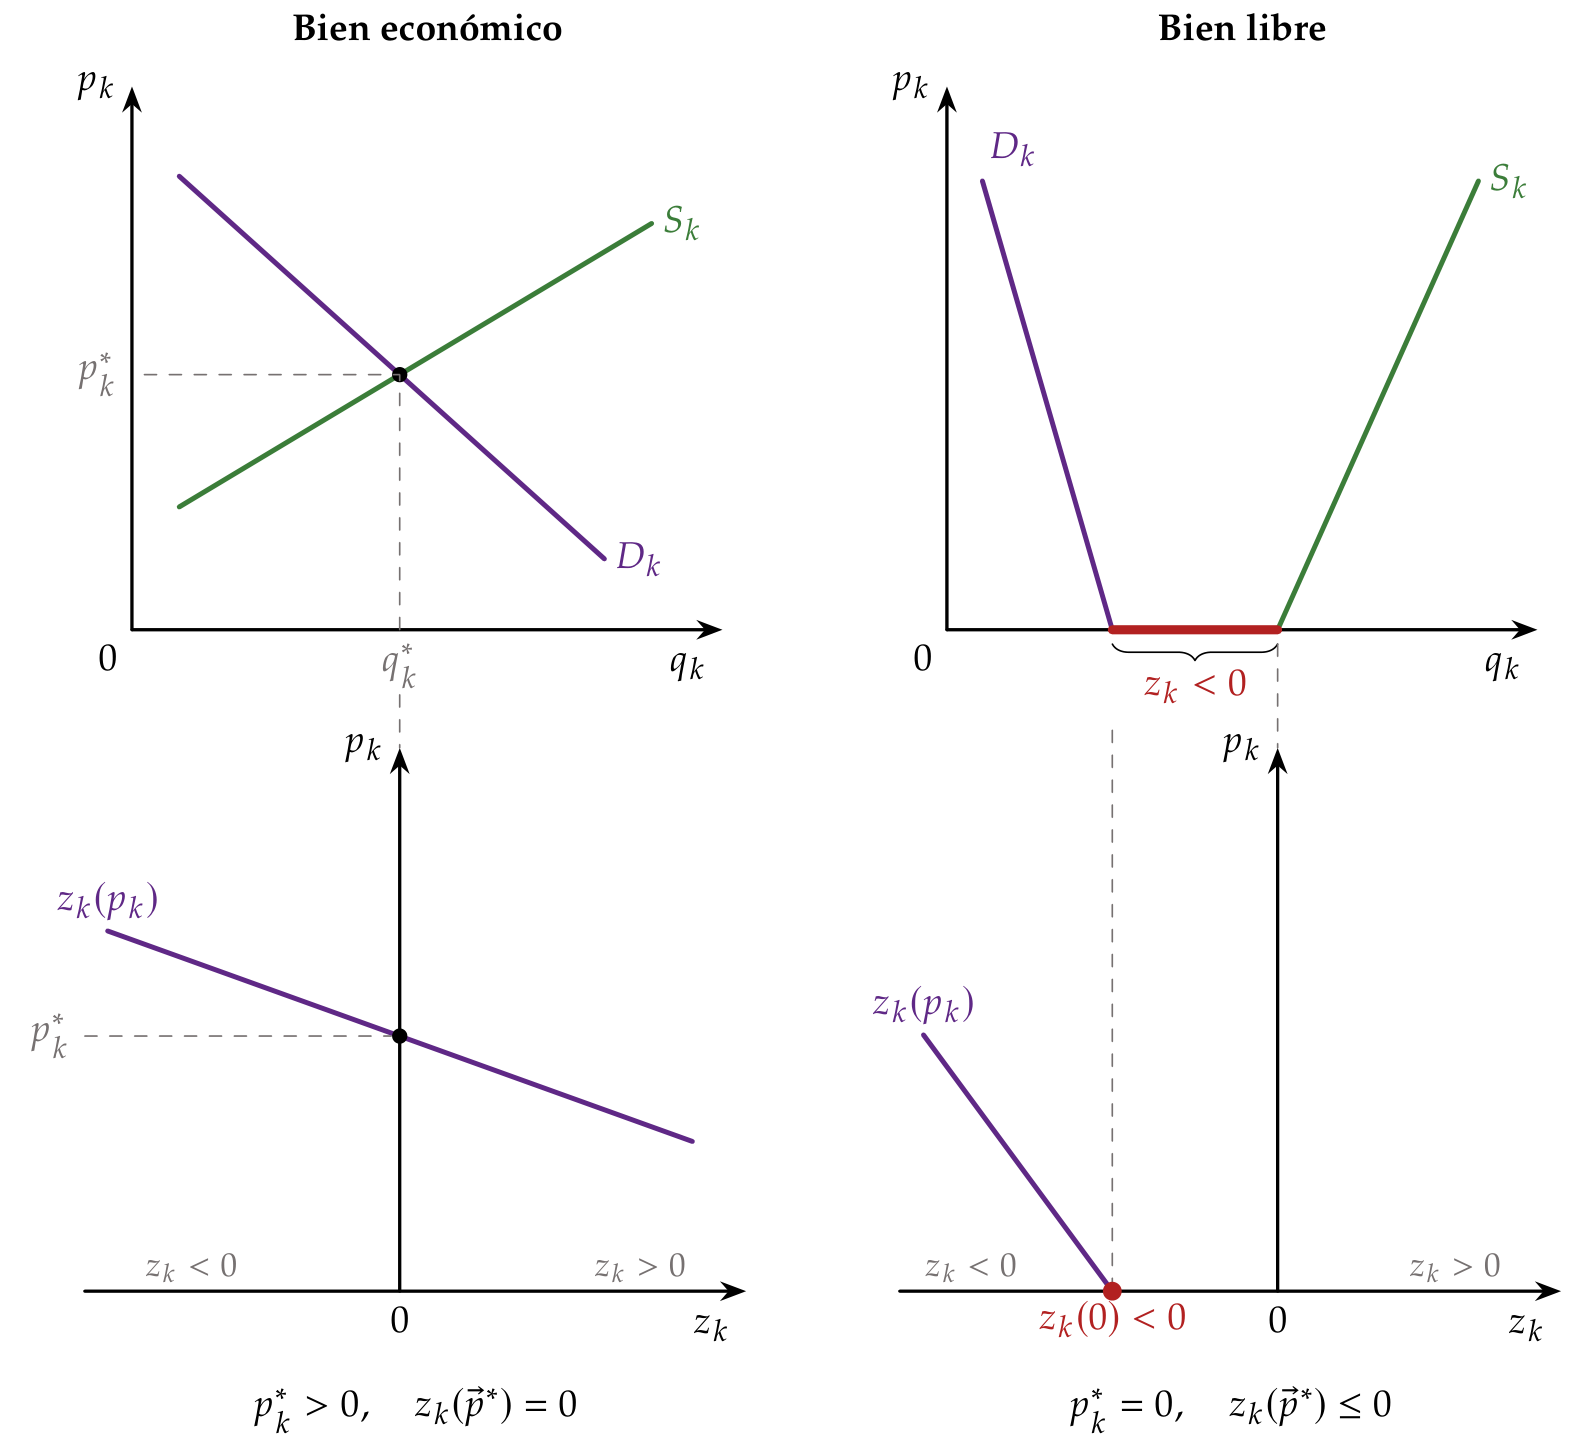 Bien económico
p_k
S_k
p_k^*
D_k
0
q_k^*
q_k
p_k
z_k(p_k)
p_k^*
z_k < 0
z_k > 0
0
z_k
p_k^* > 0, z_k(p⃗^*) = 0
Bien libre
p_k
D_k
S_k
0
q_k
z_k < 0
p_k
z_k(p_k)
z_k < 0
z_k > 0
z_k(0) < 0
0
z_k
p_k^* = 0, z_k(p⃗^*) ≤ 0